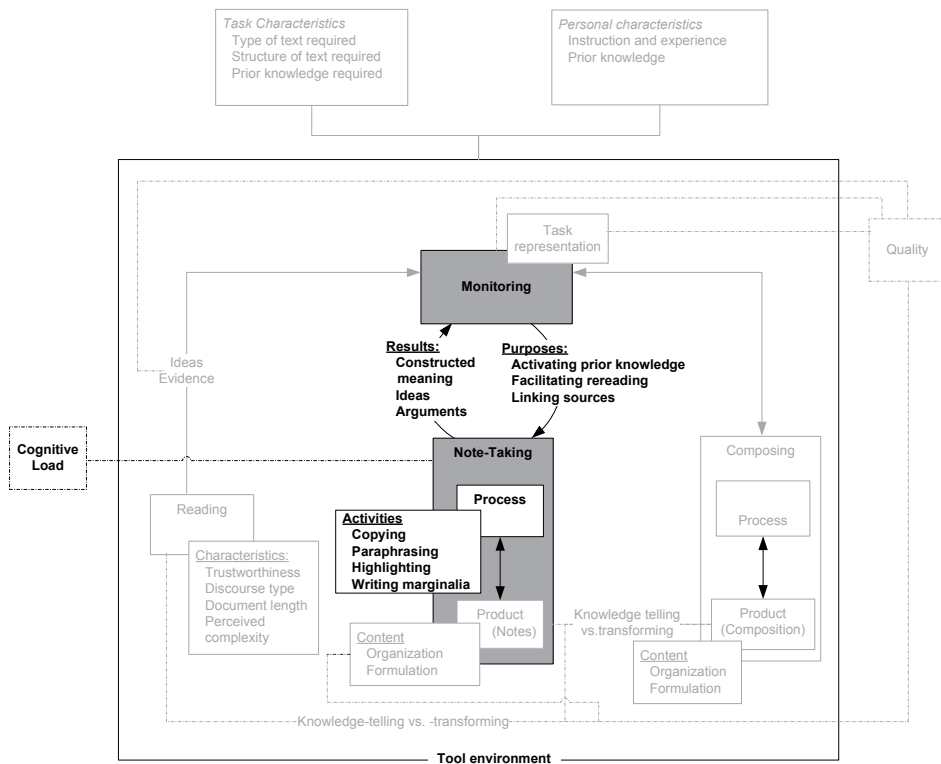 Task Characteristics
Type of text required
Structure of text required
Prior knowledge required
Personal characteristics
Instruction and experience
Prior knowledge
Task
representation
Quality
Monitoring
Ideas
Evidence
Results:
Constructed
meaning
Ideas
Arguments
Purposes:
Activating prior knowledge
Facilitating rereading
Linking sources
Cognitive
Load
Note-Taking
Process
Activities
Copying
Paraphrasing
Highlighting
Writing marginalia
Product
(Notes)
Content
Organization
Formulation
Reading
Characteristics:
Trustworthiness
Discourse type
Document length
Perceived
complexity
Composing
Process
Knowledge telling
vs.transforming
Product
(Composition)
Content
Organization
Formulation
Knowledge-telling vs. -transforming
Tool environment